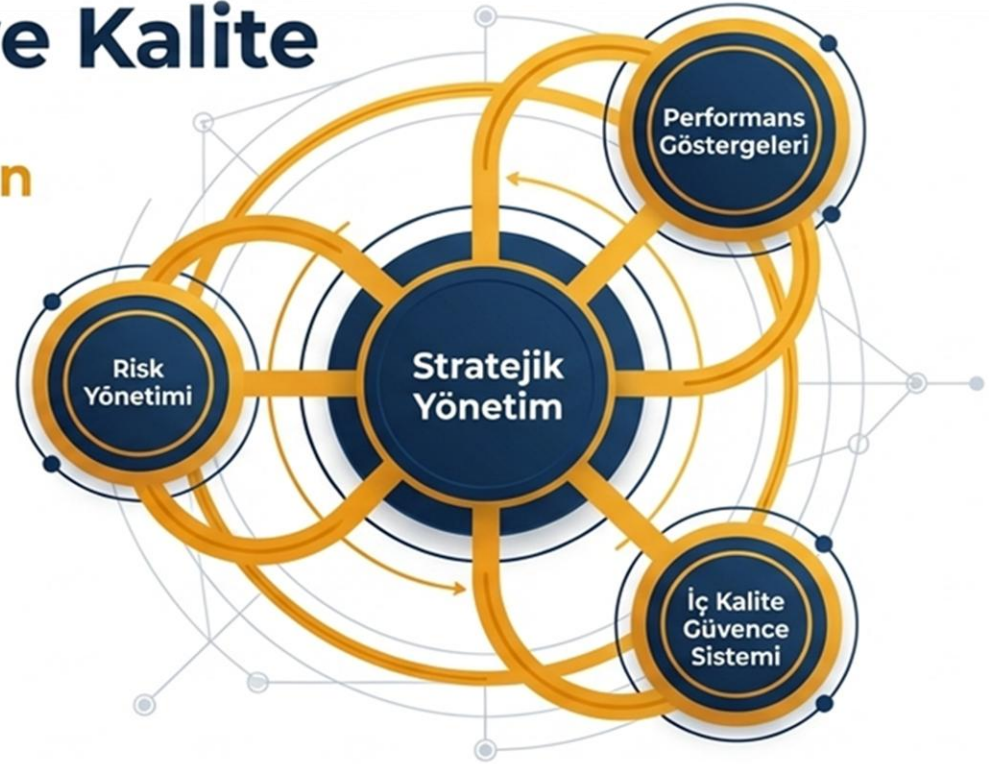 e Kalite
n
Performans
Göstergeleri
Stratejik
Yönetim
Risk
Yönetimi
İç Kalite
Güvence
Sistemi